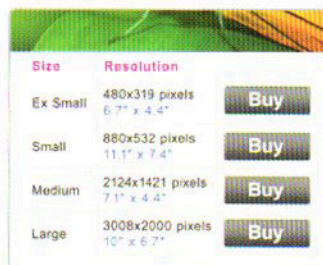 Size Resolution
Ex Small 480x319 pixels Buy
6.7" x 4.4"
Small 880x532 pixels Buy
11.1" x 7.4"
Medium 2124x1421 pixels Buy
7.1" x 4.4"
Large 3008x2000 pixels Buy
10" x 6.7"